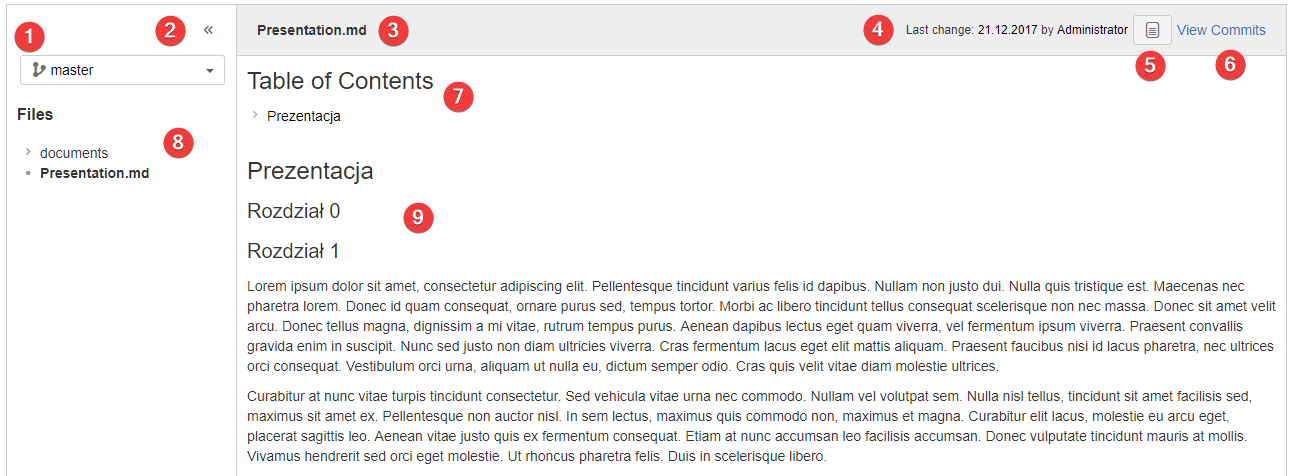 1
2
«
master
Files
8
documents
Presentation.md
Presentation.md
3
4
Last change: 21.12.2017 by Administrator
View Commits
5
6
Table of Contents
7
Prezentacja
Prezentacja
Rozdział 0
9
Rozdział 1
Lorem ipsum dolor sit amet, consectetur adipiscing elit. Pellentesque tincidunt varius felis id dapibus. Nullam non justo dui. Nulla quis tristique est. Maecenas nec
pharetra lorem. Donec id quam consequat, ornare purus sed, tempus tortor. Morbi ac libero tincidunt tellus consequat scelerisque non nec massa. Donec sit amet velit
arcu. Donec tellus magna, dignissim a mi vitae, rutrum tempus purus. Aenean dapibus lectus eget quam viverra, vel fermentum ipsum viverra. Praesent convallis
gravida enim in suscipit. Nunc sed justo non diam ultricies viverra. Cras fermentum lacus eget elit mattis aliquam. Praesent faucibus nisi id lacus pharetra, nec ultrices
orci consequat. Vestibulum orci urna, aliquam ut nulla eu, dictum semper odio. Cras quis velit vitae diam molestie ultrices.
Curabitur at nunc vitae turpis tincidunt consectetur. Sed vehicula vitae urna nec commodo. Nullam vel volutpat sem. Nulla nisl tellus, tincidunt sit amet facilisis sed,
maximus sit amet ex. Pellentesque non auctor nisl. In sem lectus, maximus quis commodo non, maximus et magna. Curabitur elit lacus, molestie eu arcu eget,
placerat sagittis leo. Aenean vitae justo quis ex fermentum consequat. Etiam at nunc accumsan leo facilisis accumsan. Donec vulputate tincidunt mauris at mollis.
Vivamus hendrerit sed orci eget molestie. Ut rhoncus pharetra felis. Duis in scelerisque libero.